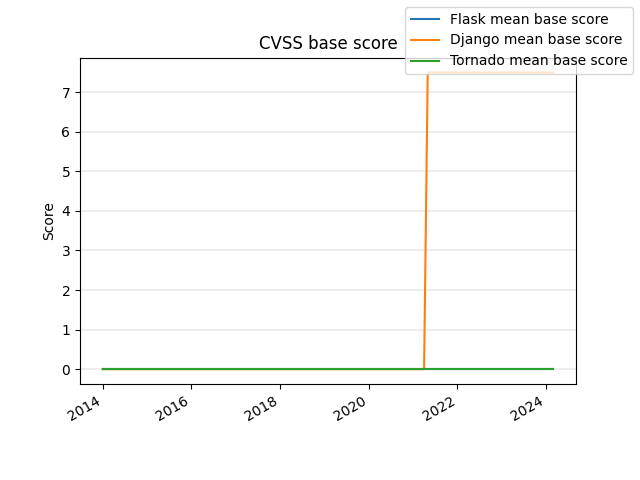 Flask mean base score
Django mean base score
Tornado mean base score
CVSS base score
Score
7
6
5
4
3
2
1
0
2014
2016
2018
2020
2022
2024